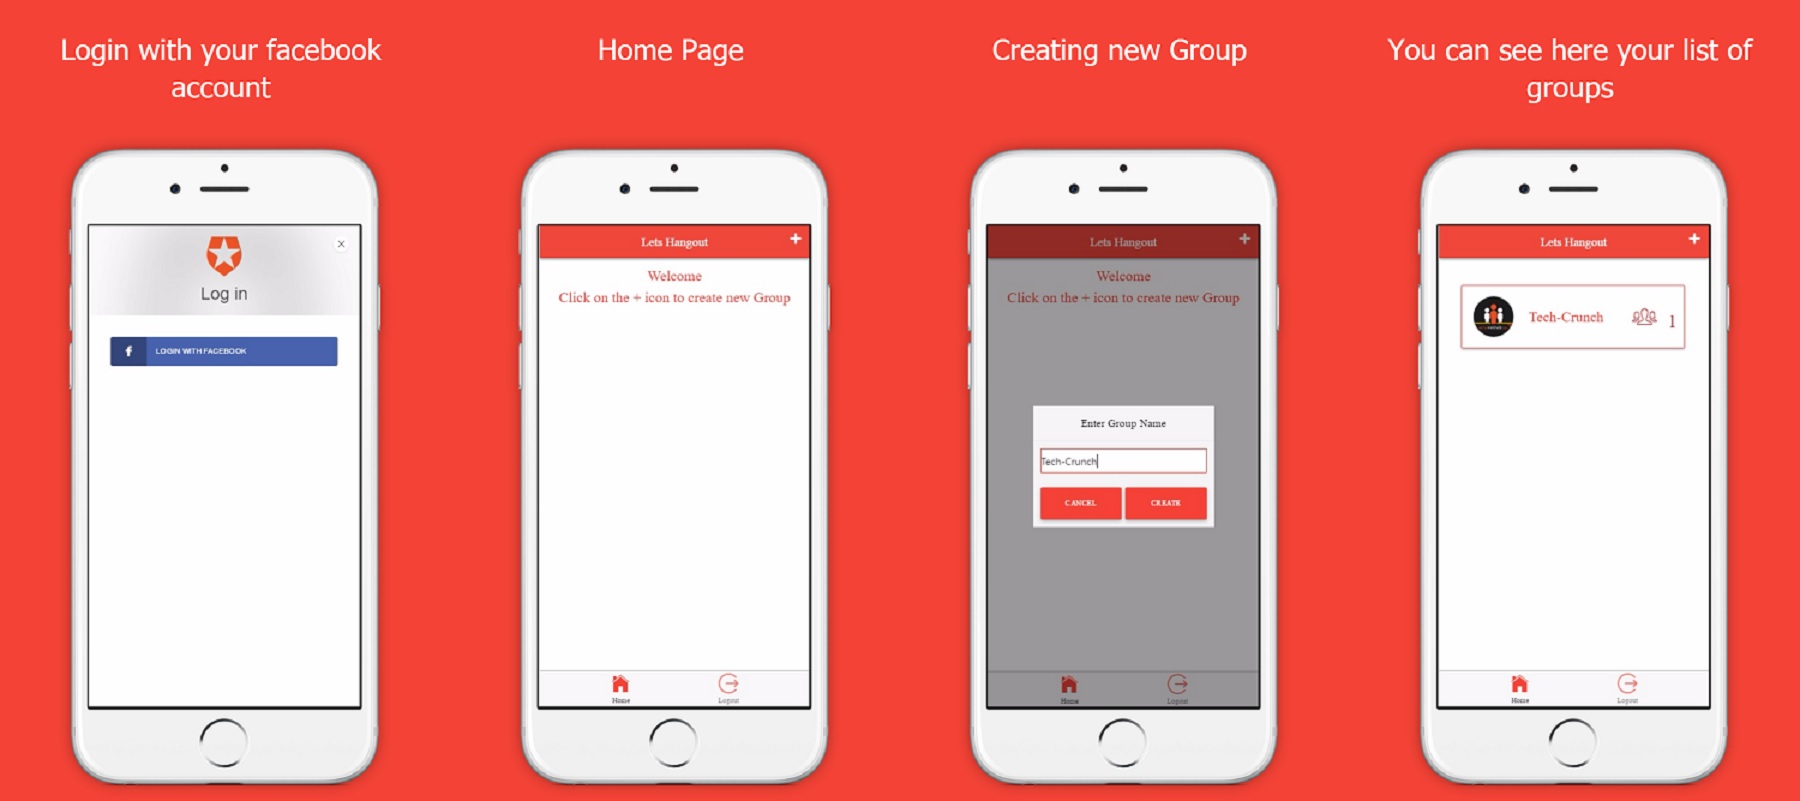 Login with your facebook
account
Log in
X
f
LOGIN WITH FACEBOOK
Home Page
Lets Hangout
+
Welcome
Click on the + icon to create new Group
Home
Logout
Creating new Group
Lets Hangout
+
Welcome
Click on the + icon to create new Group
Enter Group Name
Tech-Crunch
CANCEL
CREATE
Home
Logout
You can see here your list of
groups
Lets Hangout
+
Tech-Crunch
1
Home
Logout